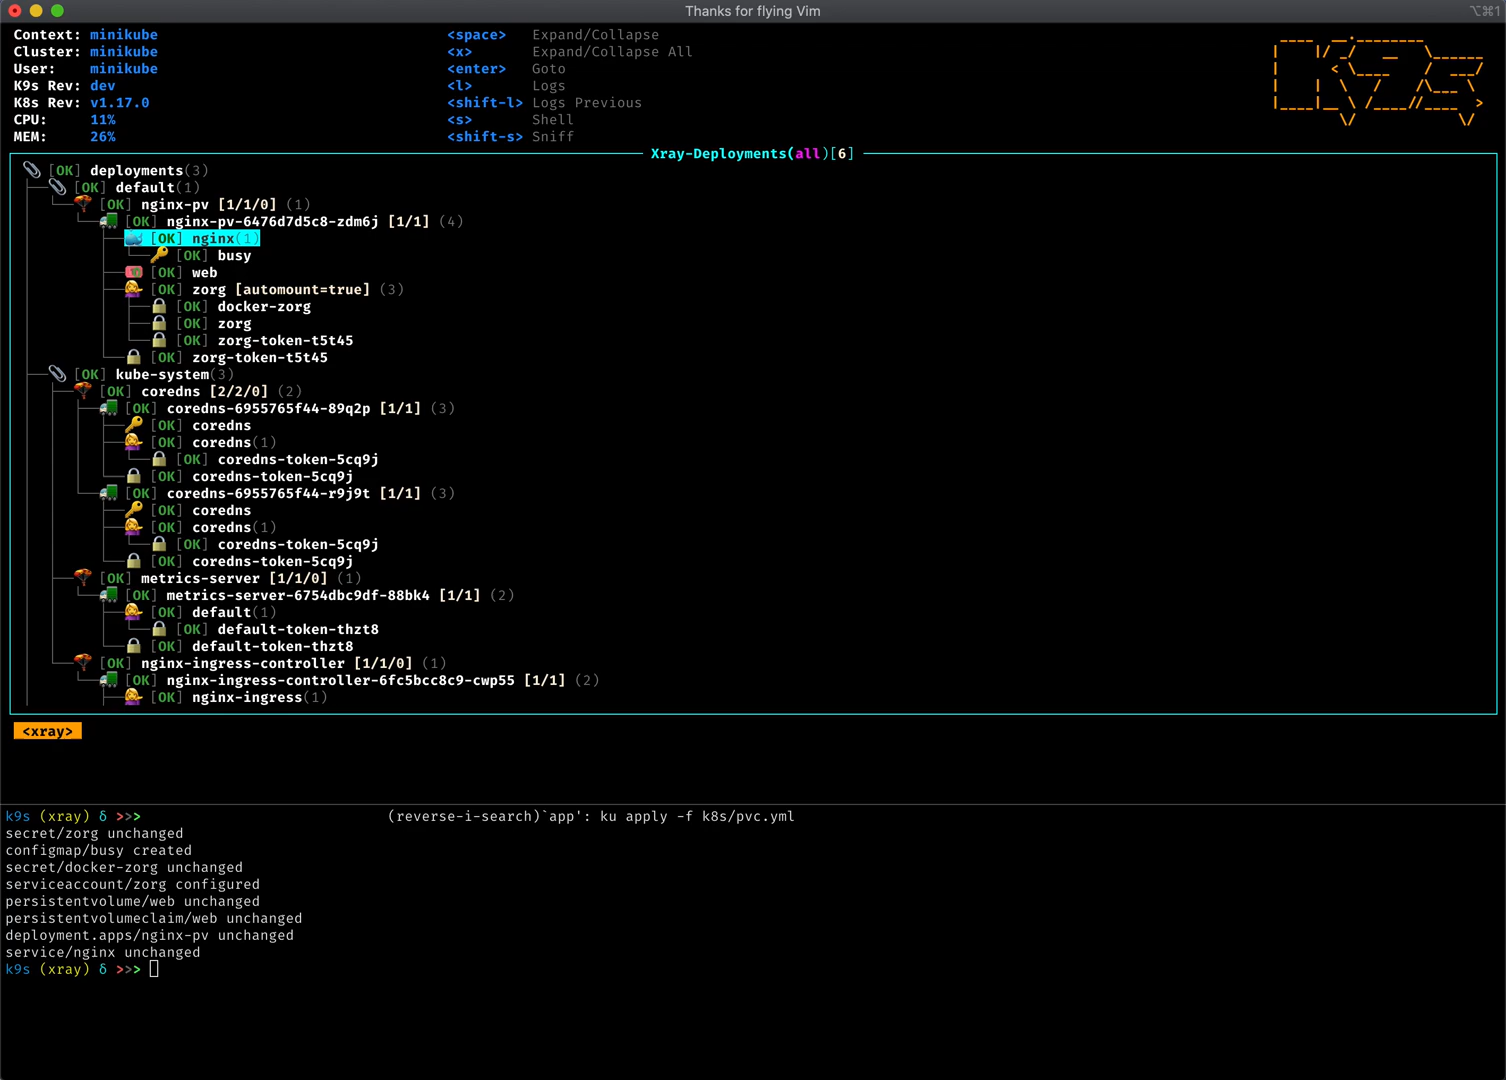 Thanks for flying Vim
⌥⌘1
Context: minikube <space> Expand/Collapse
Cluster: minikube <x> Expand/Collapse All
User: minikube <enter> Goto
K9s Rev: dev <l> Logs
K8s Rev: v1.17.0 <shift-l> Logs Previous
CPU: 11% <s> Shell
MEM: 26% <shift-s> Sniff
Xray-Deployments(all)[6]
[OK] deployments(3)
[OK] default(1)
[OK] nginx-pv [1/1/0] (1)
[OK] nginx-pv-6476d7d5c8-zdm6j [1/1] (4)
[OK] nginx(1)
[OK] busy
[OK] web
[OK] zorg [automount=true] (3)
[OK] docker-zorg
[OK] zorg
[OK] zorg-token-t5t45
[OK] zorg-token-t5t45
[OK] kube-system(3)
[OK] coredns [2/2/0] (2)
[OK] coredns-6955765f44-89q2p [1/1] (3)
[OK] coredns
[OK] coredns(1)
[OK] coredns-token-5cq9j
[OK] coredns-token-5cq9j
[OK] coredns-6955765f44-r9j9t [1/1] (3)
[OK] coredns
[OK] coredns(1)
[OK] coredns-token-5cq9j
[OK] coredns-token-5cq9j
[OK] metrics-server [1/1/0] (1)
[OK] metrics-server-6754dbc9df-88bk4 [1/1] (2)
[OK] default(1)
[OK] default-token-thzt8
[OK] default-token-thzt8
[OK] nginx-ingress-controller [1/1/0] (1)
[OK] nginx-ingress-controller-6fc5bcc8c9-cwp55 [1/1] (2)
[OK] nginx-ingress(1)
<xray>
k9s (xray) δ >>> (reverse-i-search)`app': ku apply -f k8s/pvc.yml
secret/zorg unchanged
configmap/busy created
secret/docker-zorg unchanged
serviceaccount/zorg configured
persistentvolume/web unchanged
persistentvolumeclaim/web unchanged
deployment.apps/nginx-pv unchanged
service/nginx unchanged
k9s (xray) δ >>>